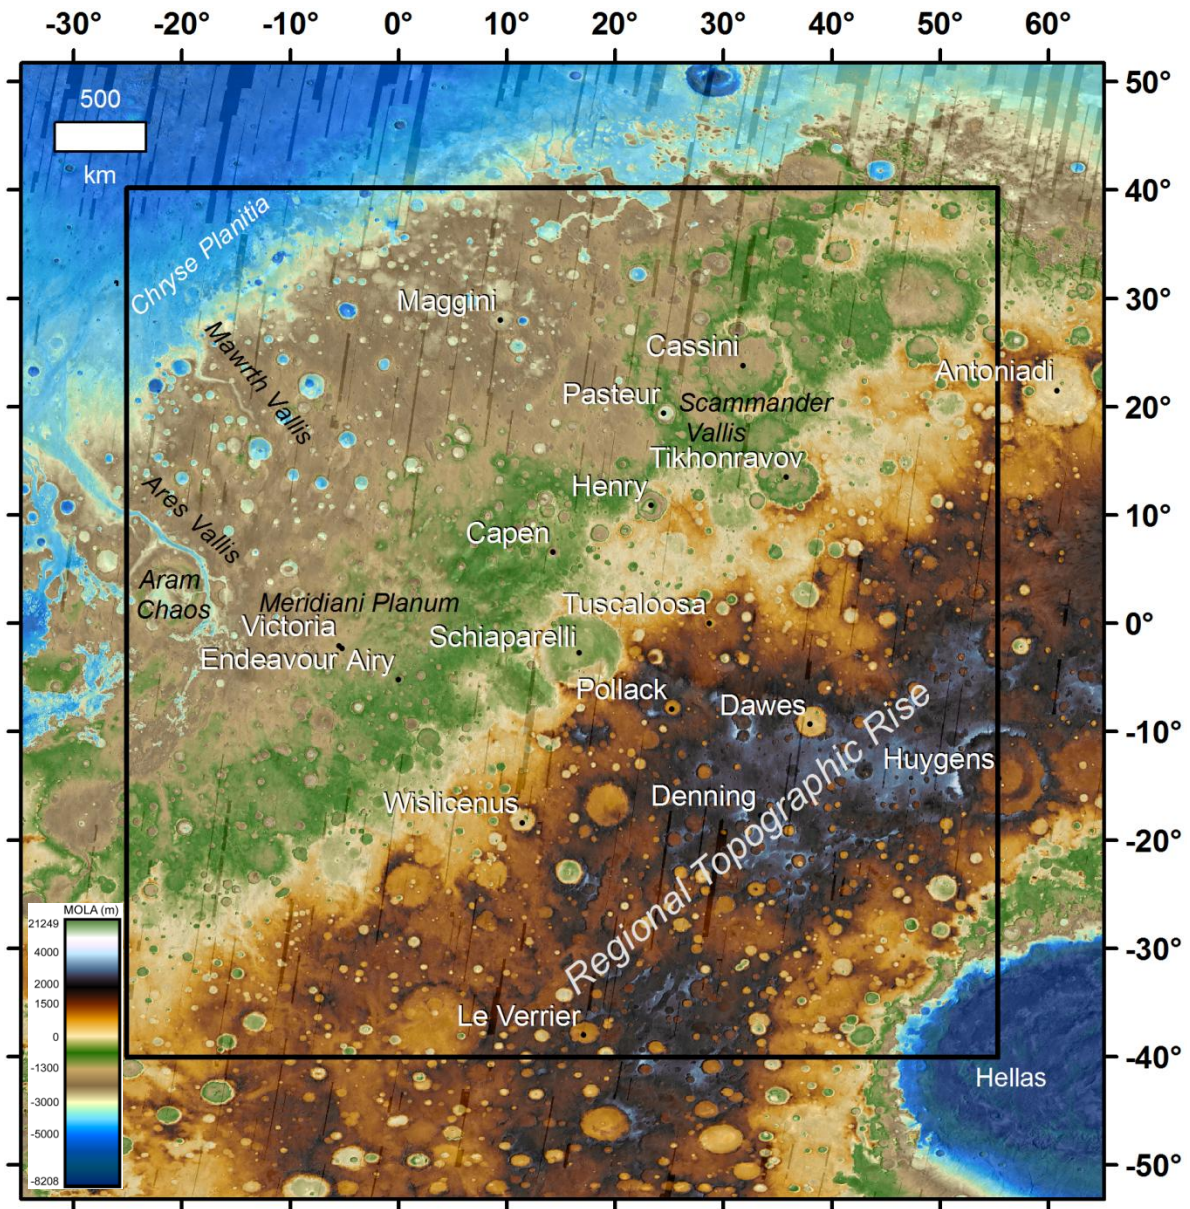 -30° -20° -10° 0° 10° 20° 30° 40° 50° 60°
50°
500
km
40°
Chryse Planitia
30°
Maggini
Mawrth Vallis
Cassini
Antoniadi
Pasteur
Scammander
Vallis
20°
Tikhonravov
Henry
Ares Vallis
10°
Capen
Aram
Chaos
Meridiani Planum
Tuscaloosa
0°
Victoria
Schiaparelli
Endeavour Airy
Pollack
Dawes
-10°
Huygens
Regional Topographic Rise
Denning
Wislicenus
-20°
MOLA (m)
21249
4000
2000
1500
0
-1300
-3000
-5000
-8208
-30°
Le Verrier
-40°
Hellas
-50°